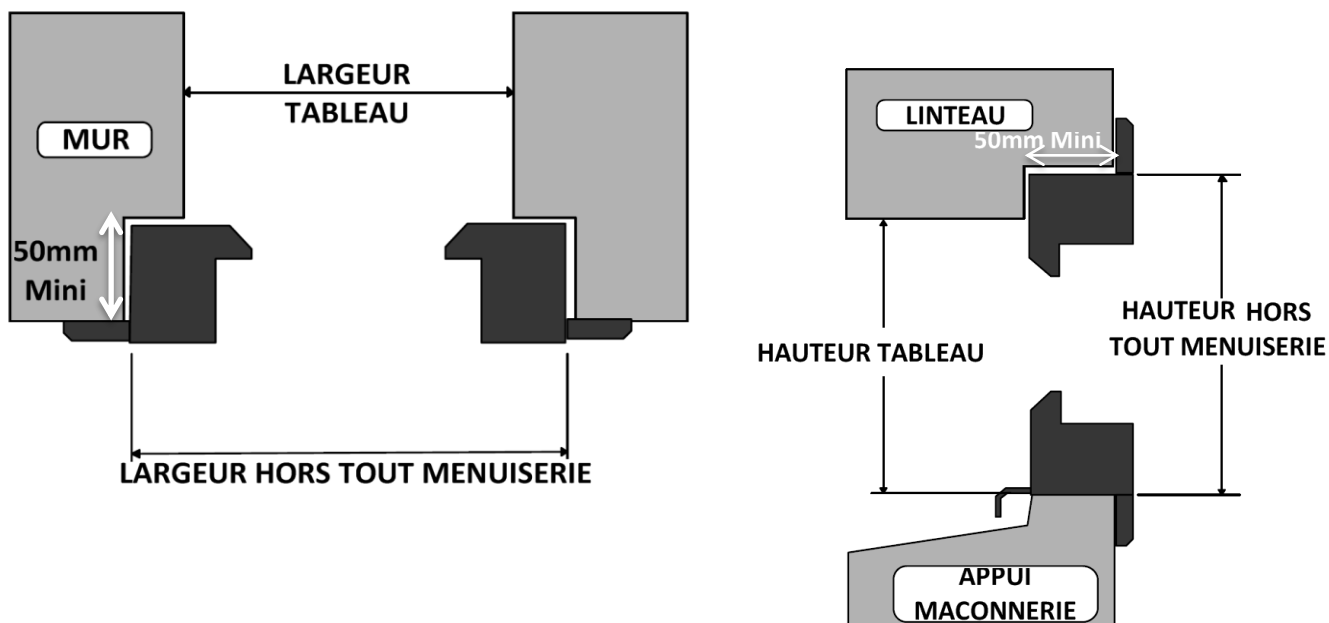 LARGEUR
TABLEAU
MUR
50mm
Mini
LARGEUR HORS TOUT MENUISERIE
LINTEAU
50mm Mini
HAUTEUR TABLEAU
HAUTEUR HORS
TOUT MENUISERIE
APPUI
MACONNERIE